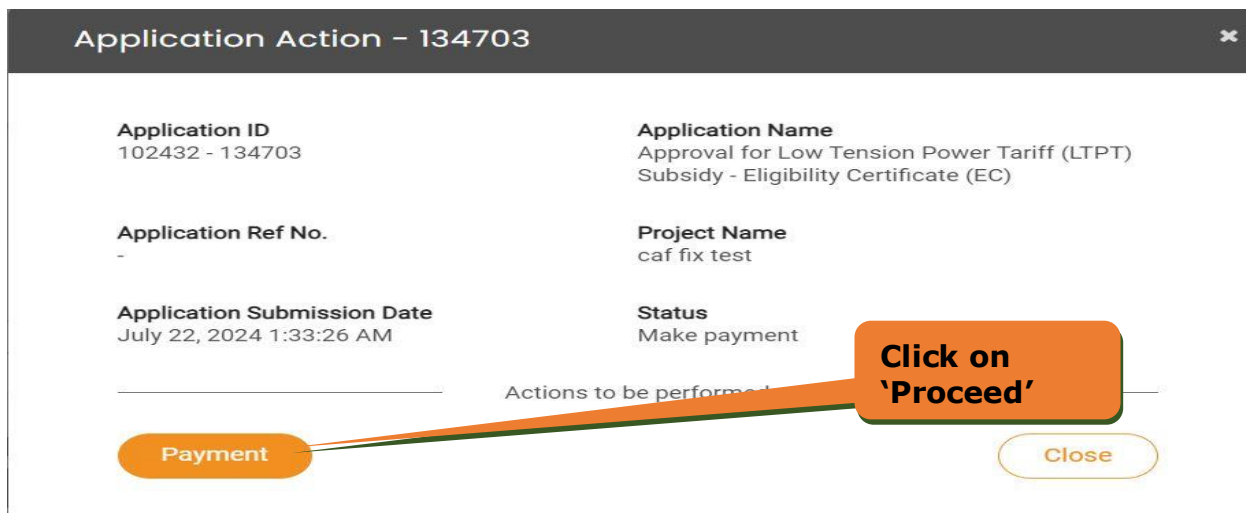 Application Action - 134703
Application ID
102432 - 134703
Application Name
Approval for Low Tension Power Tariff (LTPT)
Subsidy - Eligibility Certificate (EC)
Application Ref No.
-
Project Name
caf fix test
Application Submission Date
July 22, 2024 1:33:26 AM
Status
Make payment
Click on
‘Proceed’
Actions to be performed
Payment
Close